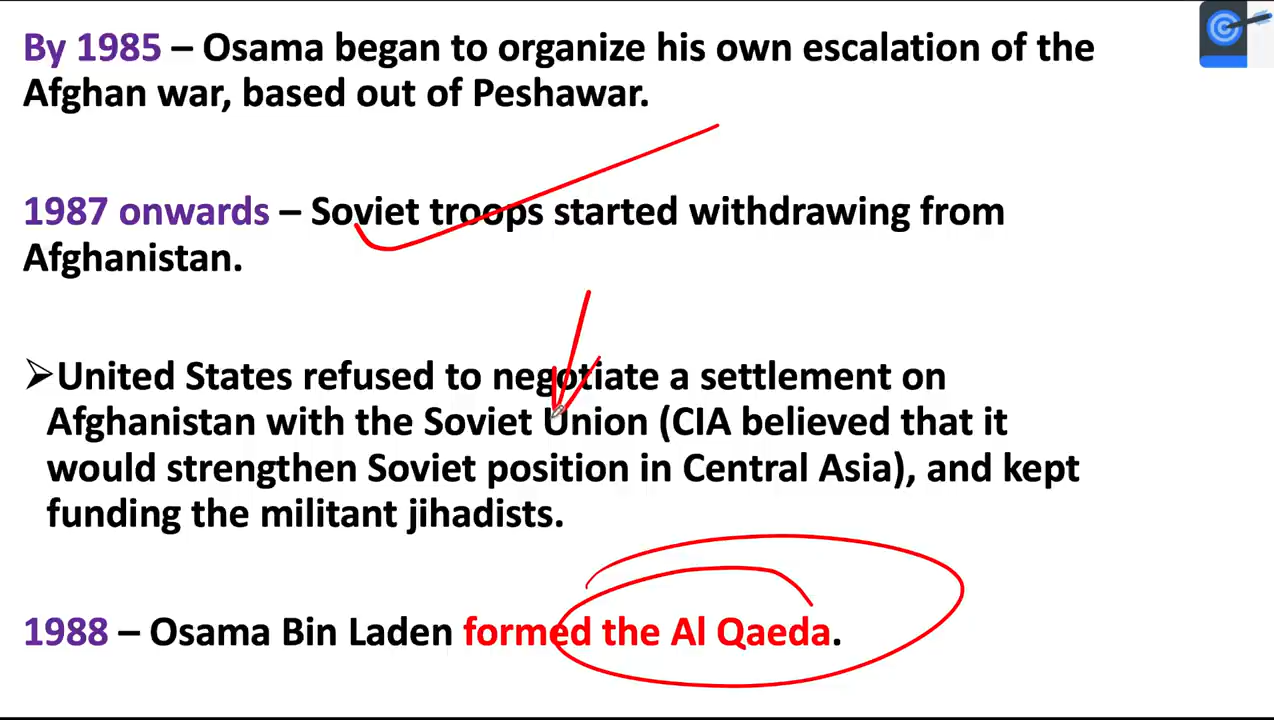 By 1985 – Osama began to organize his own escalation of the
Afghan war, based out of Peshawar.
1987 onwards – Soviet troops started withdrawing from
Afghanistan.
➢United States refused to negotiate a settlement on
Afghanistan with the Soviet Union (CIA believed that it
would strengthen Soviet position in Central Asia), and kept
funding the militant jihadists.
1988 – Osama Bin Laden formed the Al Qaeda.